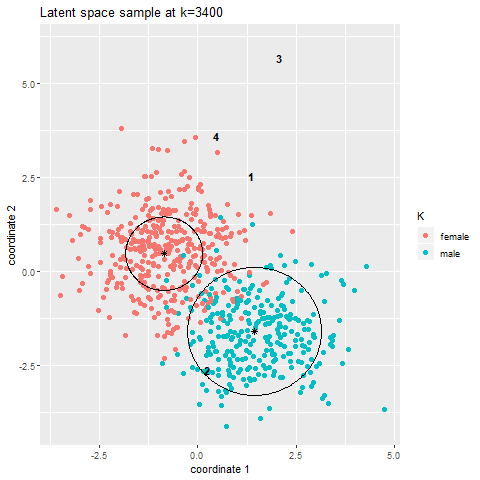 Latent space sample at k=3400
3
5.0
4
2.5
1
K
female
male
coordinate 2
0.0
-2.5
2
-2.5
0.0
2.5
5.0
coordinate 1